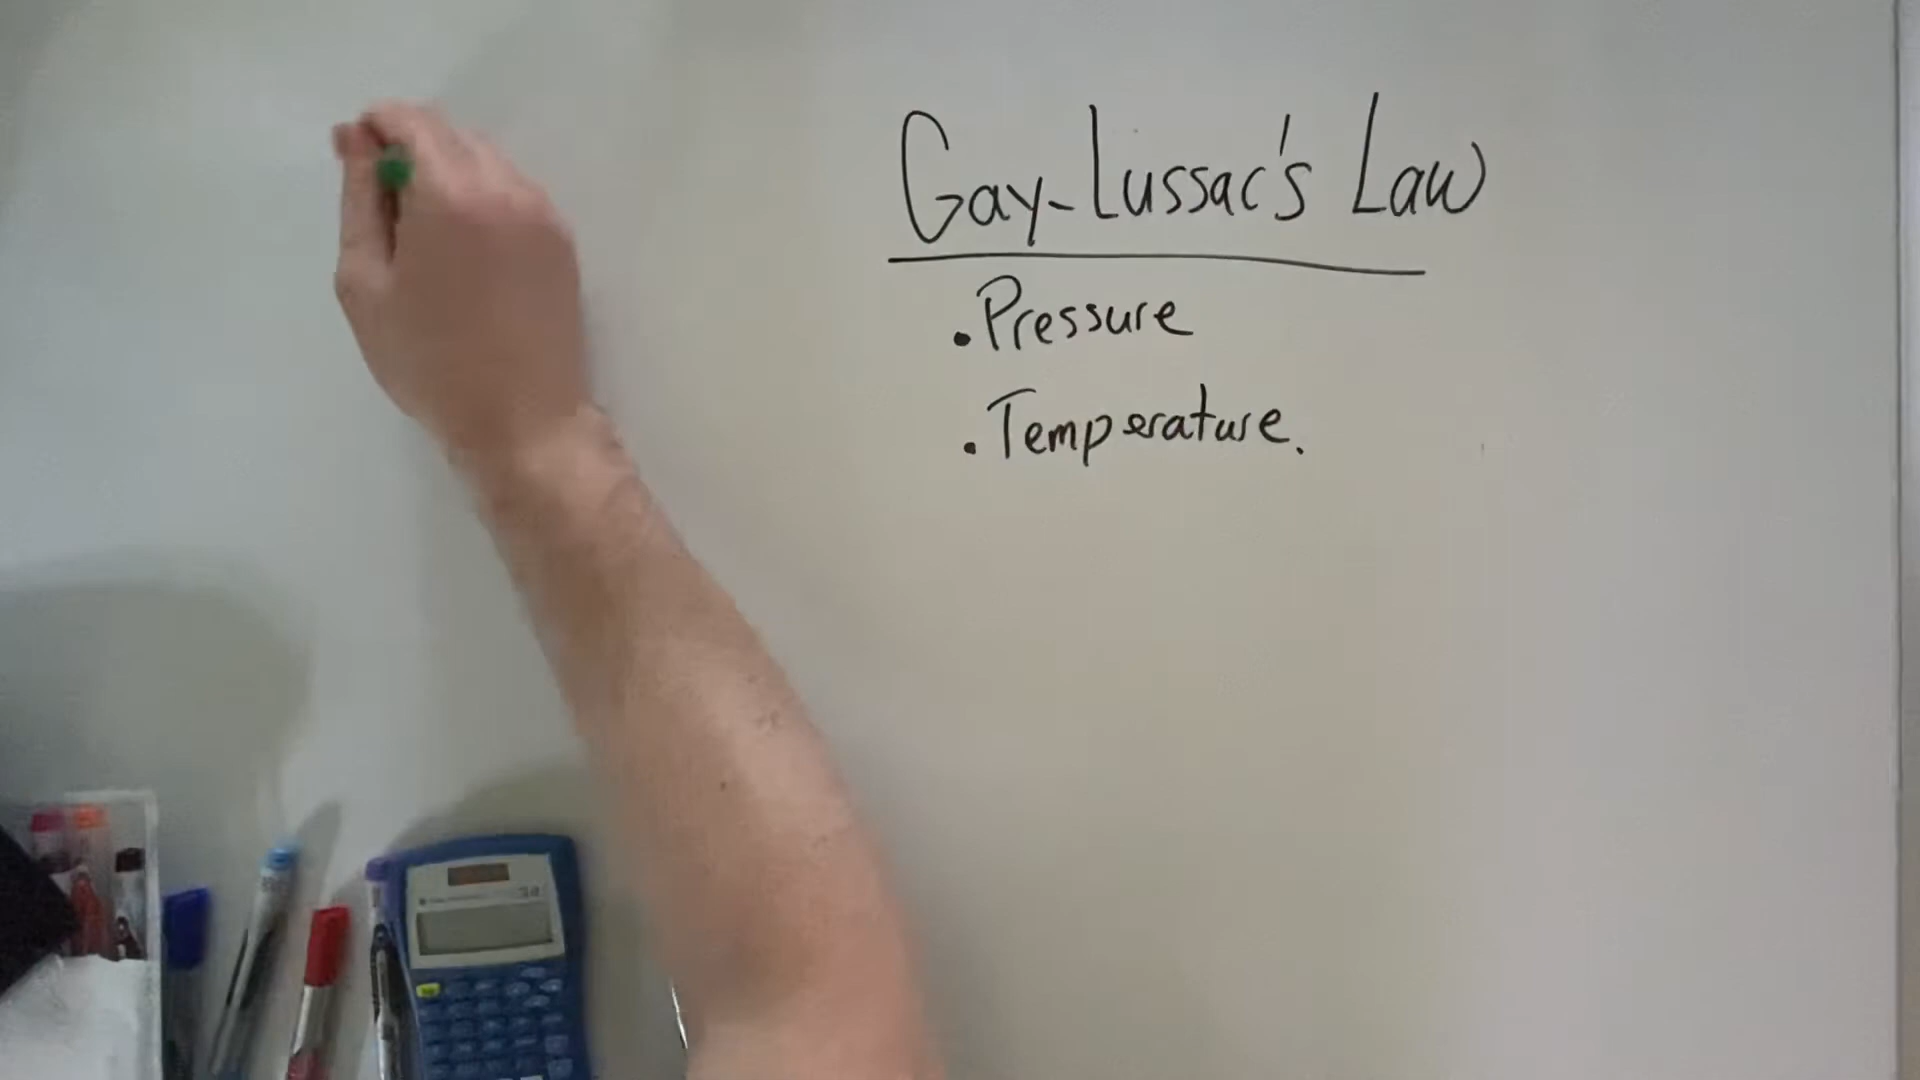 Gay-Lussac's Law
• Pressure
• Temperature.